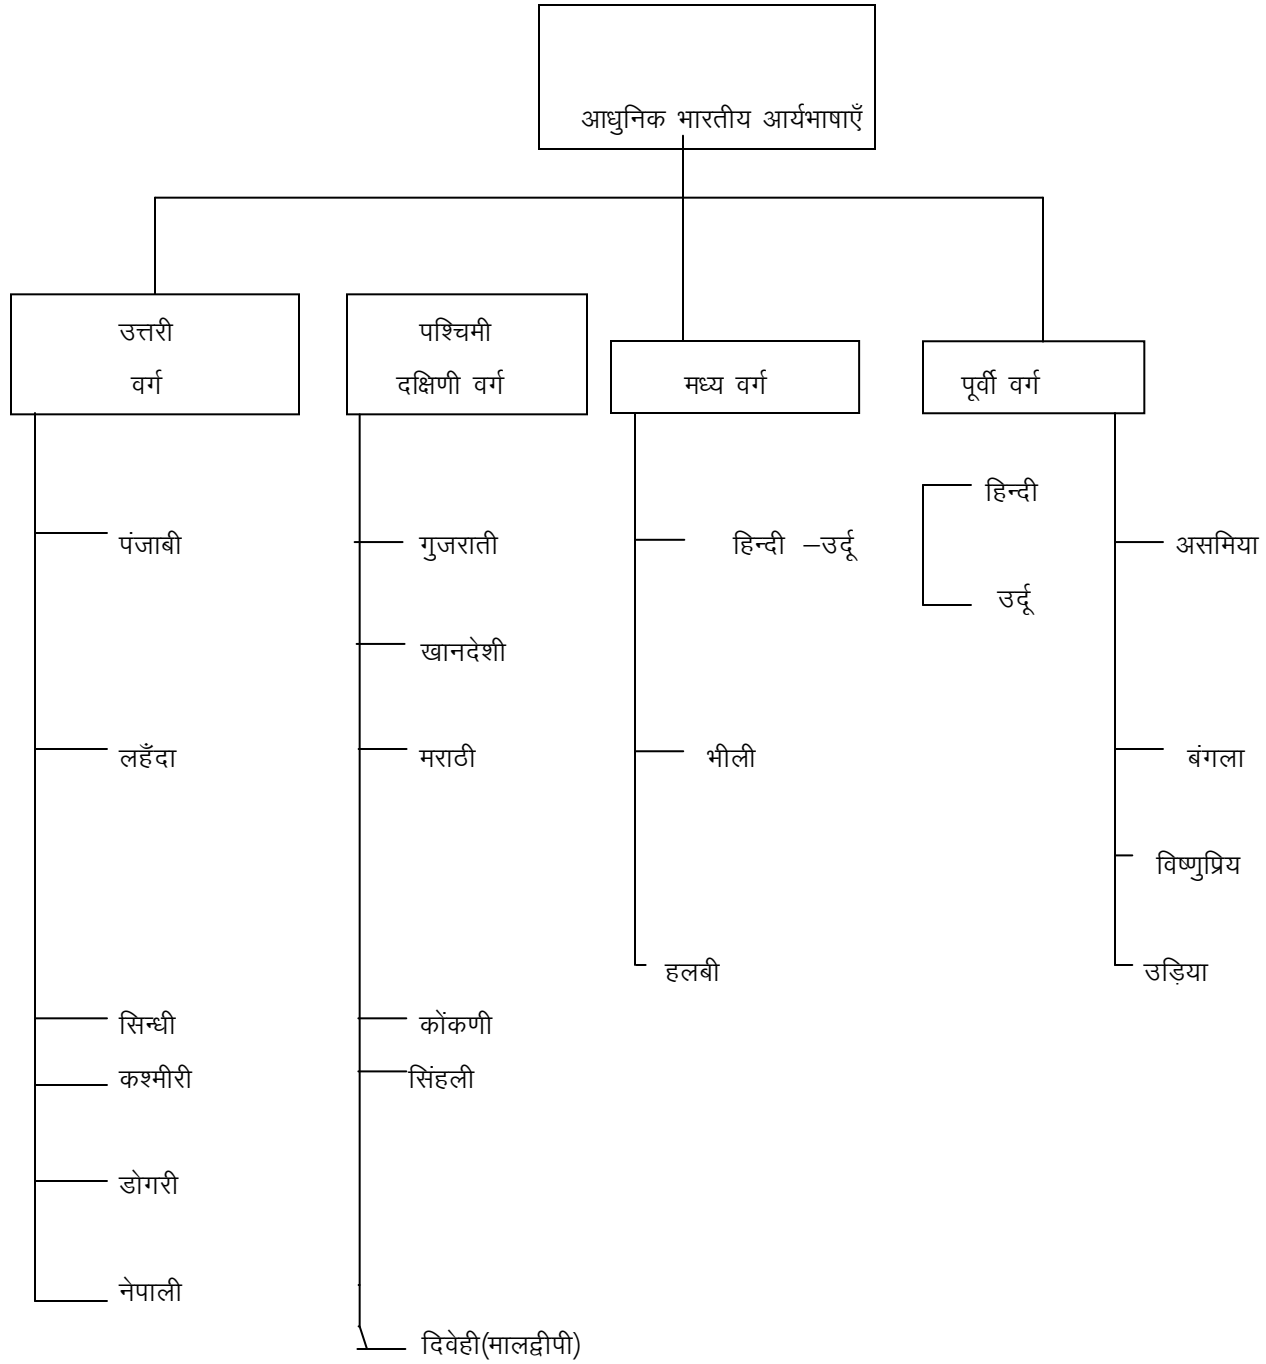 आधुनिक भारतीय आर्यभाषाएँ
उत्तरी
वर्ग
पश्चिमी
दक्षिणी वर्ग
मध्य वर्ग
पूर्वी वर्ग
पंजाबी
लहँदा
सिन्धी
कश्मीरी
डोगरी
नेपाली
गुजराती
खानदेशी
मराठी
कोंकणी
सिंहली
दिवेही(मालद्वीपी)
हिन्दी –उर्दू
भीली
हलबी
हिन्दी
उर्दू
असमिया
बंगला
विष्णुप्रिय
उड़िया